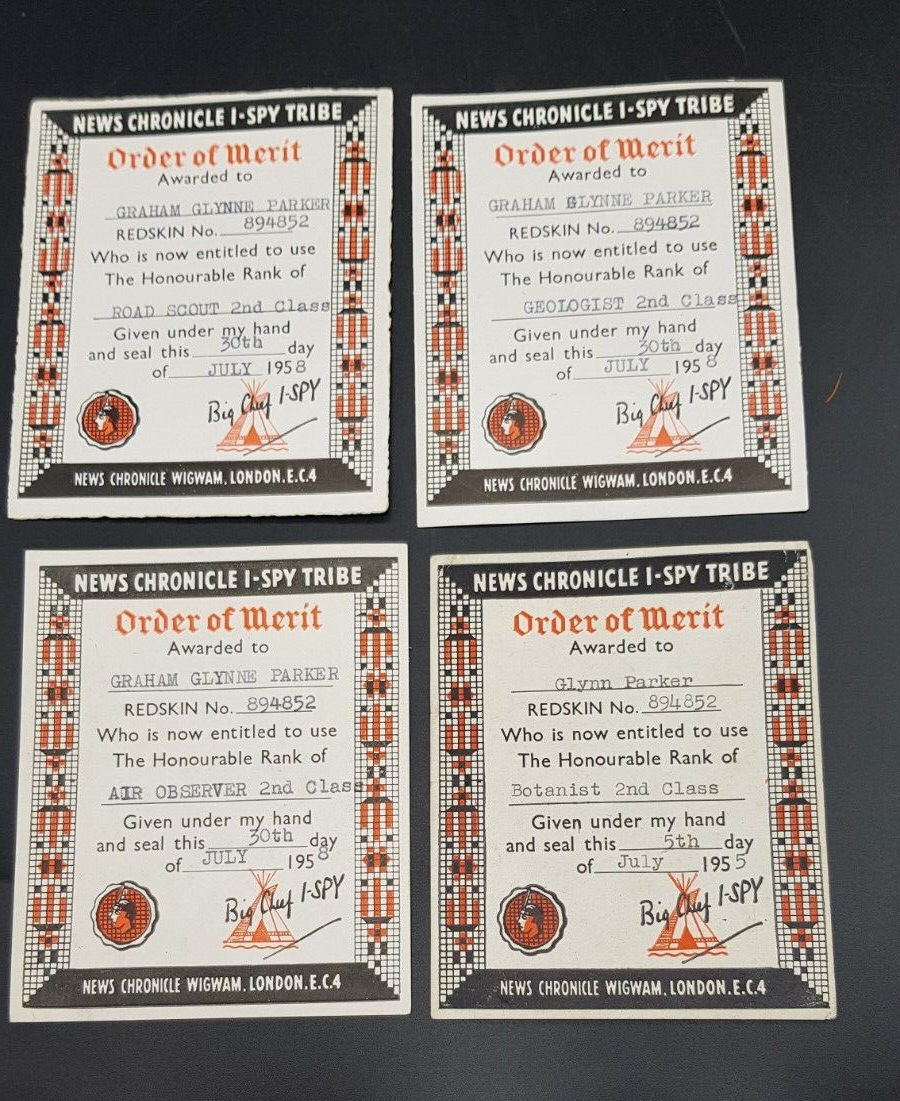 NEWS CHRONICLE I-SPY TRIBE
Order of Merit
Awarded to
GRAHAM GLYNNE PARKER
REDSKIN No. 894852
Who is now entitled to use
The Honourable Rank of
ROAD SCOUT 2nd Class
Given under my hand
and seal this 30th day
of JULY 1958
Big Chief I-SPY
NEWS CHRONICLE WIGWAM, LONDON, E.C.4
NEWS CHRONICLE I-SPY TRIBE
Order of Merit
Awarded to
GRAHAM GLYNNE PARKER
REDSKIN No. 894852
Who is now entitled to use
The Honourable Rank of
GEOLOGIST 2nd Class
Given under my hand
and seal this 30th day
of JULY 1958
Big Chief I-SPY
NEWS CHRONICLE WIGWAM, LONDON, E.C.4
NEWS CHRONICLE I-SPY TRIBE
Order of Merit
Awarded to
GRAHAM GLYNNE PARKER
REDSKIN No. 894852
Who is now entitled to use
The Honourable Rank of
AIR OBSERVER 2nd Class
Given under my hand
and seal this 30th day
of JULY 1958
Big Chief I-SPY
NEWS CHRONICLE WIGWAM, LONDON, E.C.4
NEWS CHRONICLE I-SPY TRIBE
Order of Merit
Awarded to
Glynn Parker
REDSKIN No. 894852
Who is now entitled to use
The Honourable Rank of
Botanist 2nd Class
Given under my hand
and seal this 5th day
of July 1955
Big Chief I-SPY
NEWS CHRONICLE WIGWAM, LONDON, E.C.4